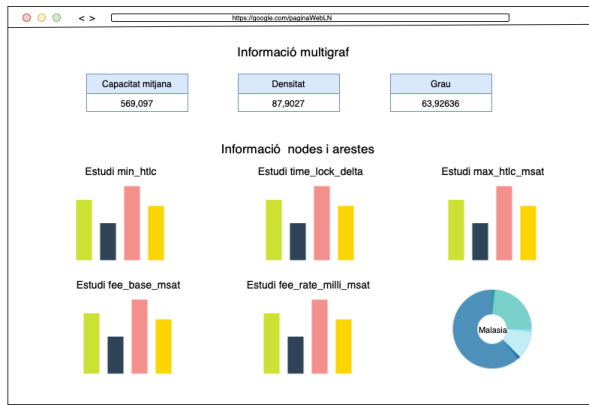 < >
https://google.com/paginaWebLN
Informació multigraf
Capacitat mitjana
Densitat
Grau
569,097
87,9027
63,92636
Informació nodes i arestes
Estudi min_htlc
Estudi time_lock_delta
Estudi max_htlc_msat
Estudi fee_base_msat
Estudi fee_rate_milli_msat
Malasia